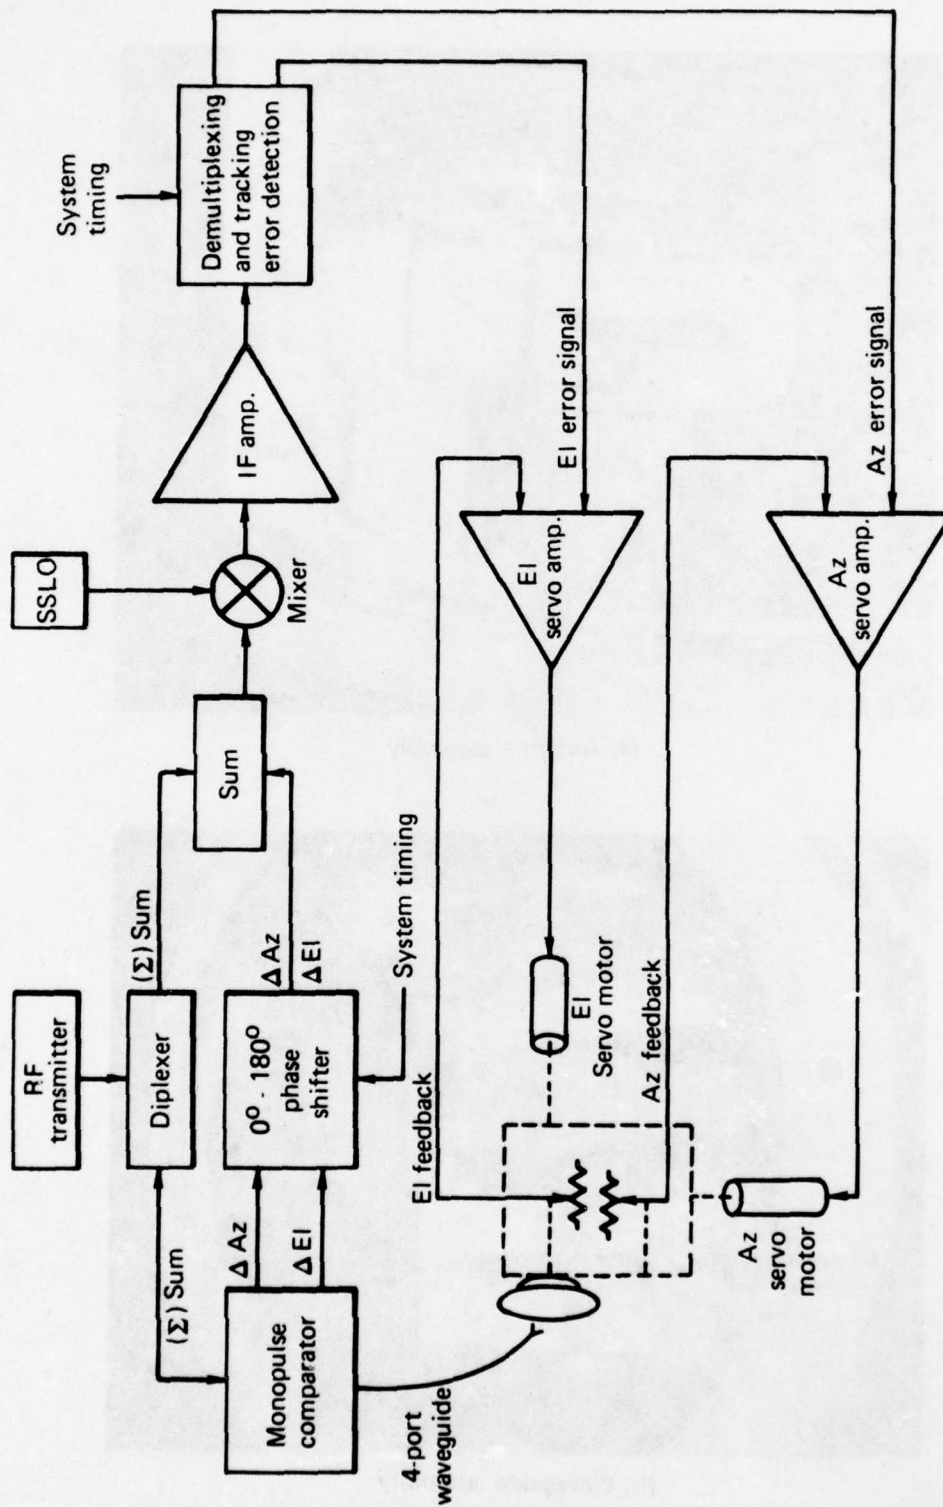 RF
transmitter
SSLO
System
timing
(Σ) Sum
Diplexer
(Σ) Sum
Sum
Mixer
IF amp.
Demultiplexing
and tracking
error detection
Monopulse
comparator
Δ Az
Δ El
0⁰ - 180⁰
phase
shifter
Δ Az
Δ El
System timing
4-port
waveguide
El feedback
El
Servo motor
El
servo amp.
El error signal
Az feedback
Az
servo
motor
Az
servo amp.
Az error signal